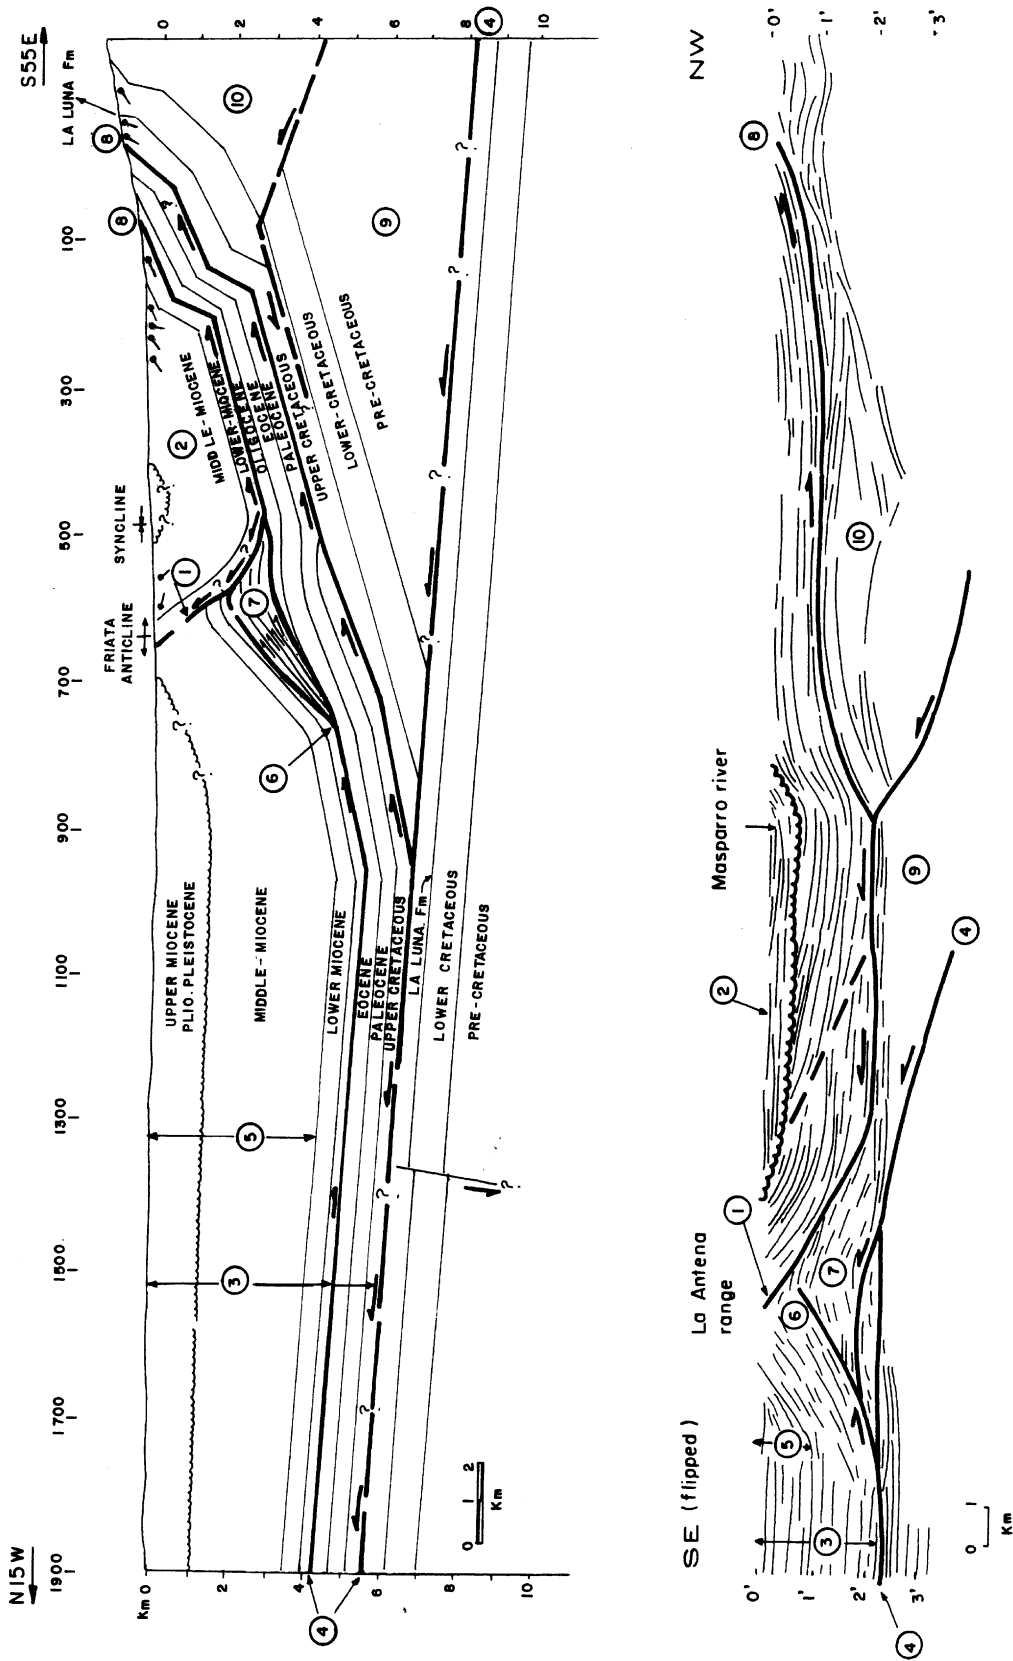 N15W
S55E
1900 1700 1500 1300 1100 900 700 500 300 100
FRIATA
ANTICLINE
SYNCLINE
LA LUNA Fm
8
8
Km 0
2
4
6
8
10
0
2
4
6
8
10
4
4
3
5
6
1
7
2
9
10
UPPER MIOCENE
PLIO. PLEISTOCENE
MIDDLE-MIOCENE
LOWER MIOCENE
EOCENE
PALEOCENE
UPPER CRETACEOUS
LA LUNA Fm
LOWER CRETACEOUS
PRE-CRETACEOUS
MIDDLE-MIOCENE
LOWER-MIOCENE
OLIGOCENE
EOCENE
PALEOCENE
UPPER CRETACEOUS
LOWER-CRETACEOUS
PRE-CRETACEOUS
? ? ? ? ? ? ? ? ? ? ? ?
0 1 2
Km
SE (flipped)
La Antena
range
Masparro river
NW
0'
1'
2'
3'
-0'
-1'
-2'
3'
4
3
5
6
1
7
2
4
9
10
8
0 1
Km